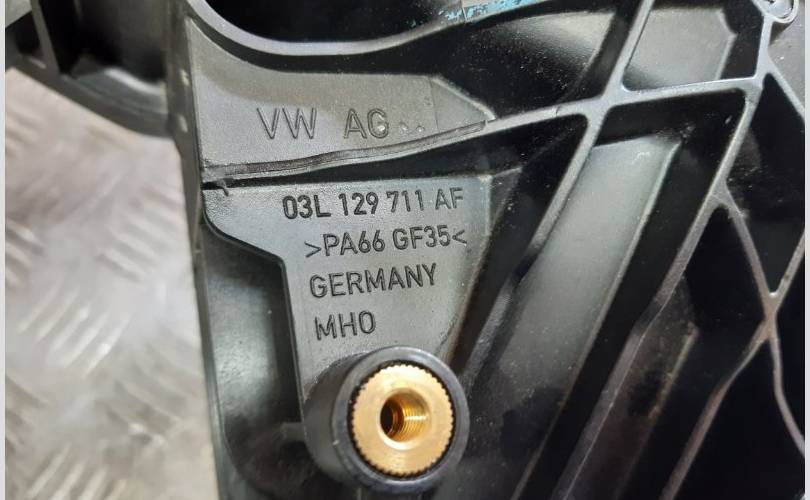 VW AG
03L 129 711 AF
>PA66 GF35<
GERMANY
MHO